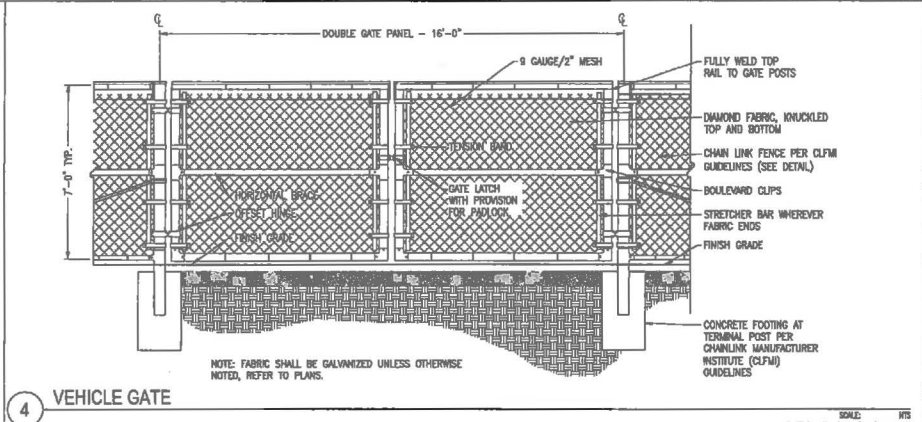 ℄ ℄
DOUBLE GATE PANEL - 16'-0"
9 GAUGE/2" MESH
FULLY WELD TOP
RAIL TO GATE POSTS
DIAMOND FABRIC, KNUCKLED
TOP AND BOTTOM
7'-0" TYP.
TENSION BAND
CHAIN LINK FENCE PER CLFMI
GUIDELINES (SEE DETAIL)
HORIZONTAL BRACE
GATE LATCH
WITH PROVISION
FOR PADLOCK
BOULEVARD CLIPS
OFFSET HINGE
STRETCHER BAR WHEREVER
FABRIC ENDS
FINISH GRADE
FINISH GRADE
CONCRETE FOOTING AT
TERMINAL POST PER
CHAINLINK MANUFACTURER
INSTITUTE (CLFMI)
GUIDELINES
NOTE: FABRIC SHALL BE GALVANIZED UNLESS OTHERWISE
NOTED, REFER TO PLANS.
4 VEHICLE GATE
SCALE: NTS